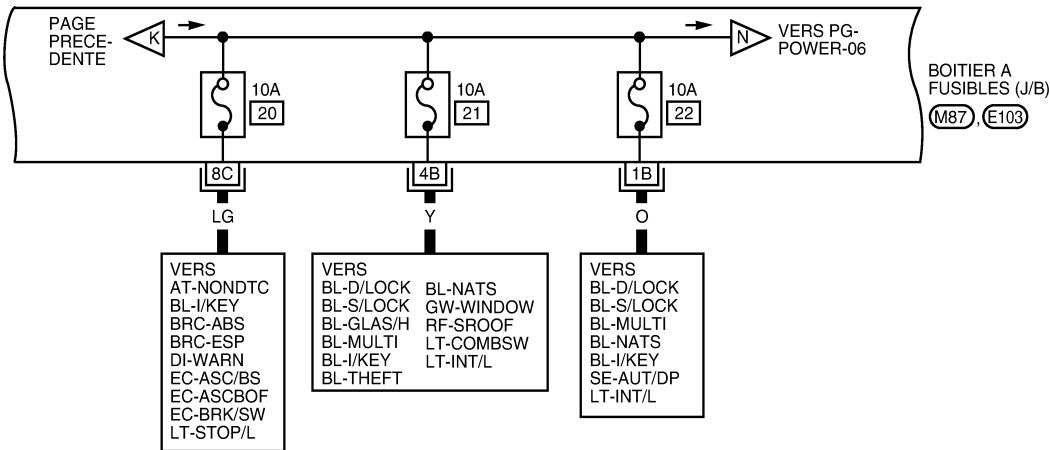 PAGE
PRECE-
DENTE
K
N
VERS PG-
POWER-06
BOITIER A
FUSIBLES (J/B)
M87 , E103
10A
20
10A
21
10A
22
8C
4B
1B
LG
Y
O
VERS
AT-NONDTC
BL-I/KEY
BRC-ABS
BRC-ESP
DI-WARN
EC-ASC/BS
EC-ASCBOF
EC-BRK/SW
LT-STOP/L
VERS
BL-D/LOCK
BL-S/LOCK
BL-GLAS/H
BL-MULTI
BL-I/KEY
BL-THEFT
BL-NATS
GW-WINDOW
RF-SROOF
LT-COMBSW
LT-INT/L
VERS
BL-D/LOCK
BL-S/LOCK
BL-MULTI
BL-NATS
BL-I/KEY
SE-AUT/DP
LT-INT/L